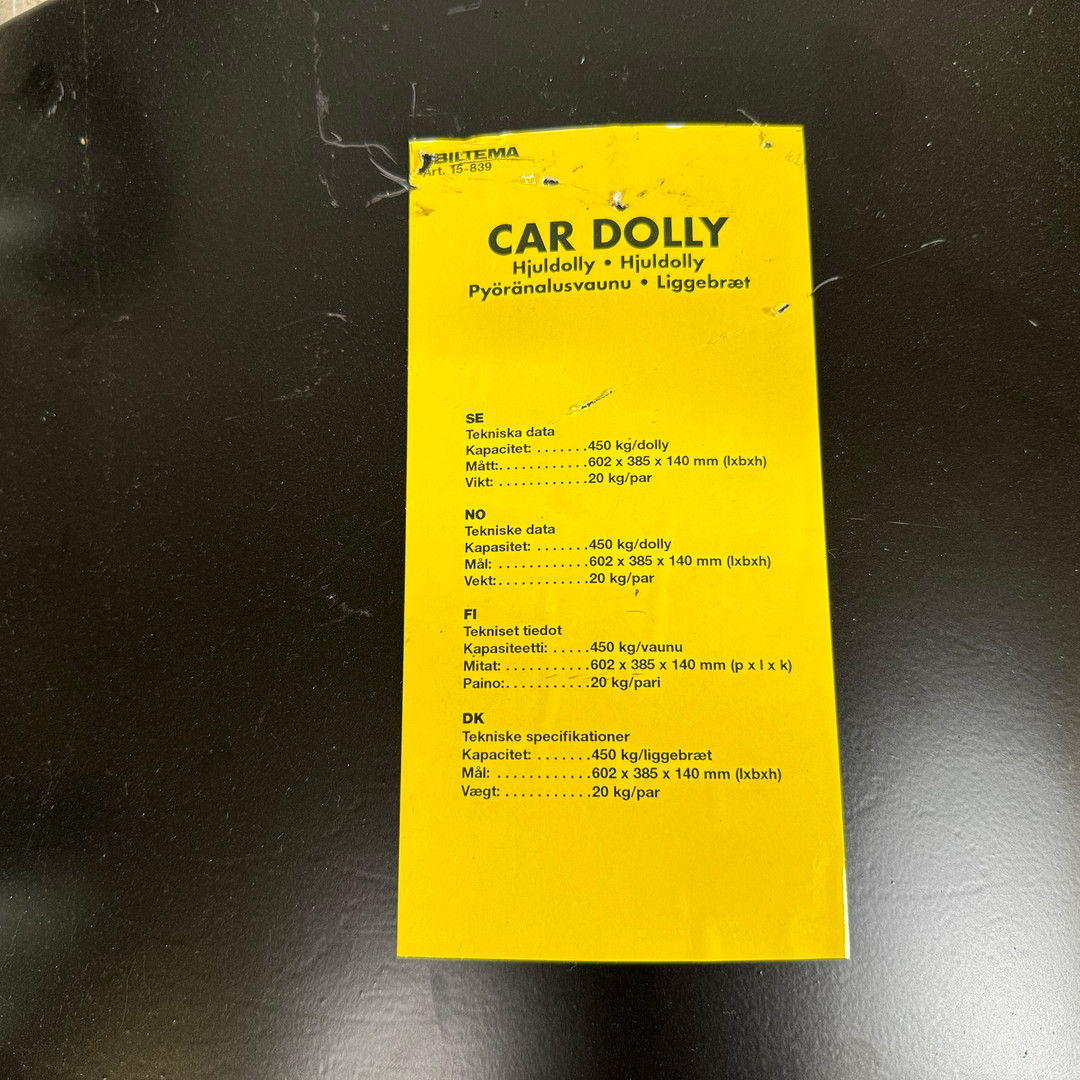 BILTEMA
Art. 15-839
CAR DOLLY
Hjuldolly • Hjuldolly
Pyöränalusvaunu • Liggebræt
SE
Tekniska data
Kapacitet: .......450 kg/dolly
Mått:............602 x 385 x 140 mm (lxbxh)
Vikt: ............20 kg/par
NO
Tekniske data
Kapasitet: .......450 kg/dolly
Mål: ............602 x 385 x 140 mm (lxbxh)
Vekt:............20 kg/par
FI
Tekniset tiedot
Kapasiteetti: .....450 kg/vaunu
Mitat: ...........602 x 385 x 140 mm (p x l x k)
Paino:...........20 kg/pari
DK
Tekniske specifikationer
Kapacitet: .......450 kg/liggebræt
Mål: ............602 x 385 x 140 mm (lxbxh)
Vægt: ...........20 kg/par